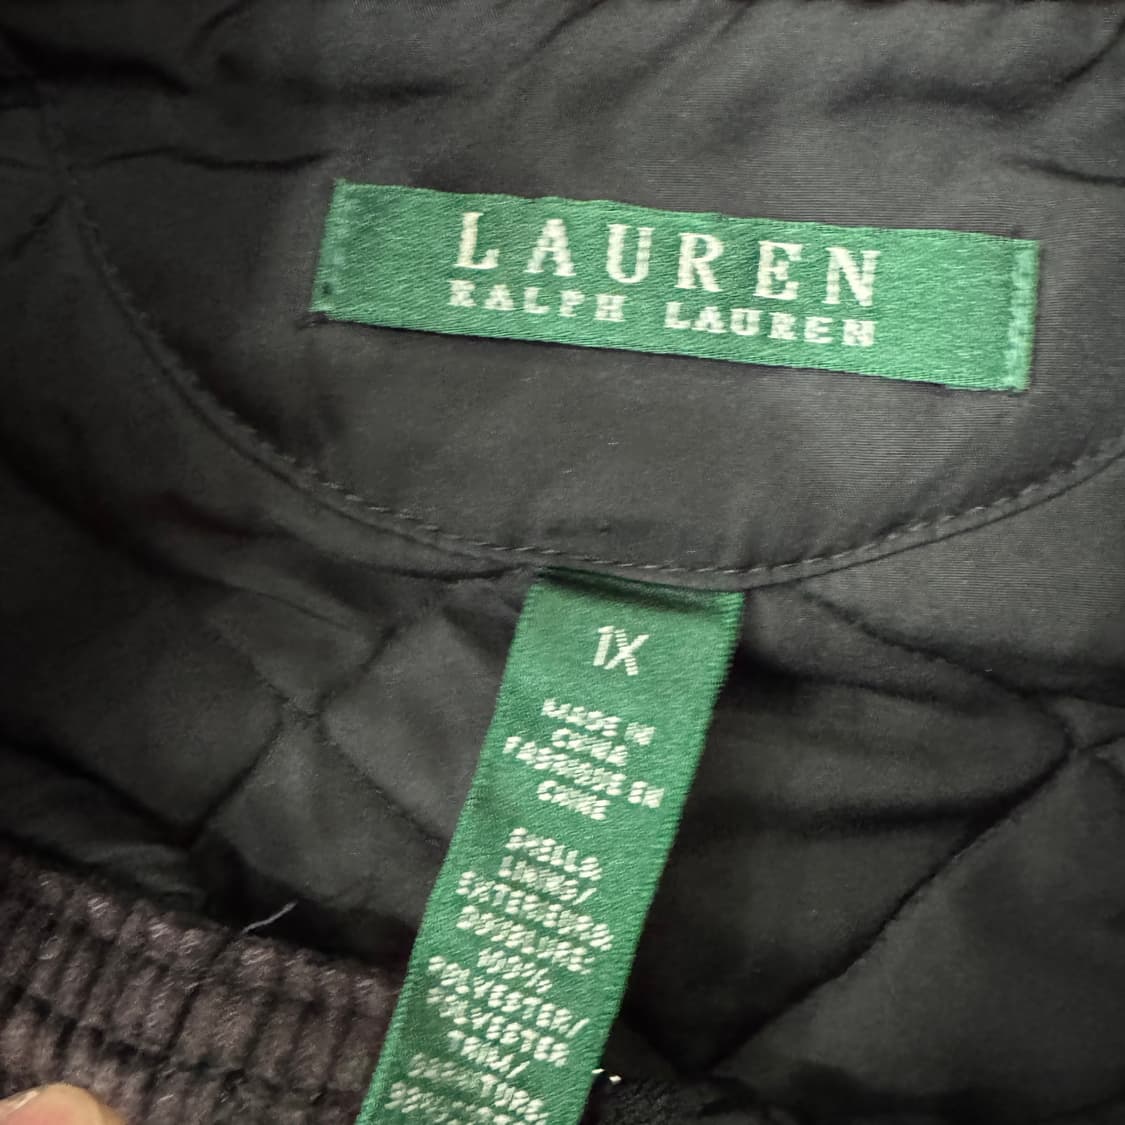 LAUREN
RALPH LAUREN
1X
MADE IN
CHINA
FABRIQUE EN
CHINE
SHELL &
LINING/
EXTERIEUR &
DOUBLURE:
100%
POLYESTER/
POLYESTER
TRIM/